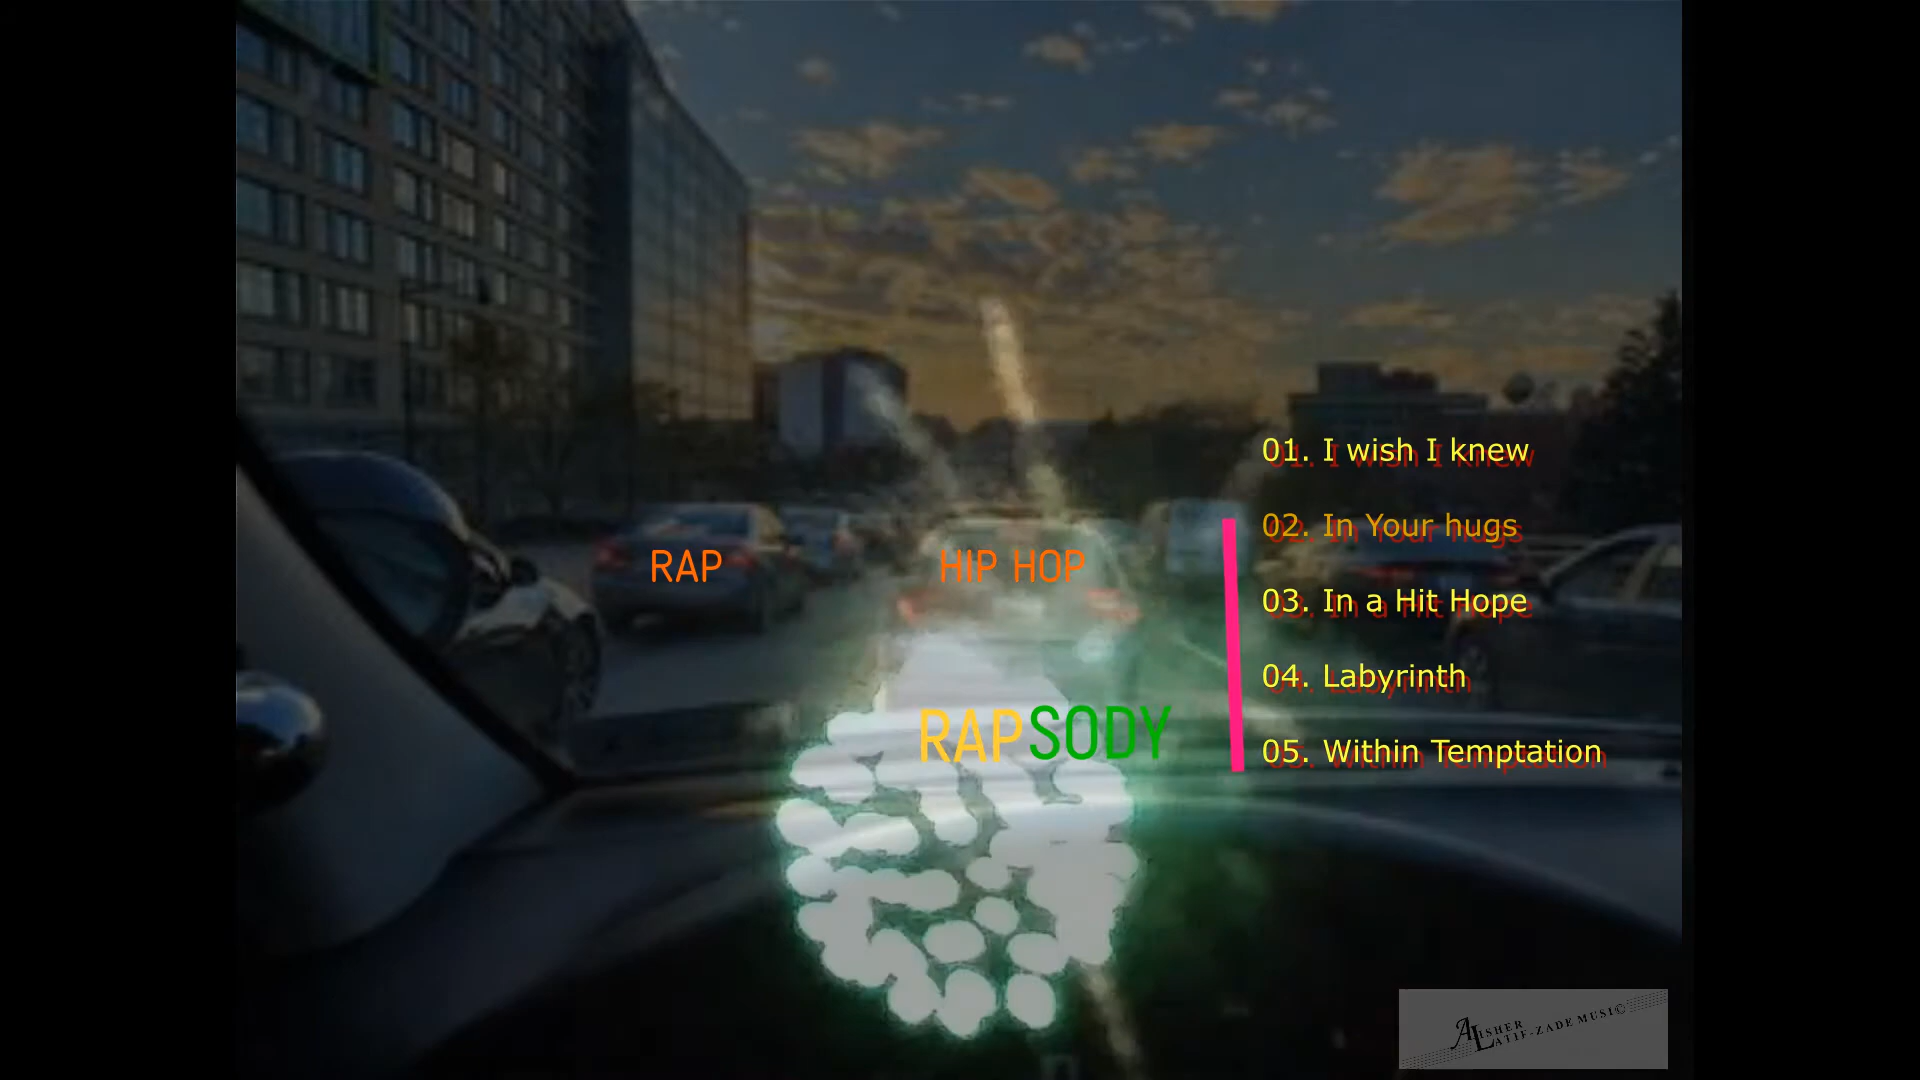 01. I wish I knew
02. In Your hugs
RAP
HIP HOP
03. In a Hit Hope
04. Labyrinth
RAPSODY
05. Within Temptation
ALISHER
LATIF-ZADE MUSI©